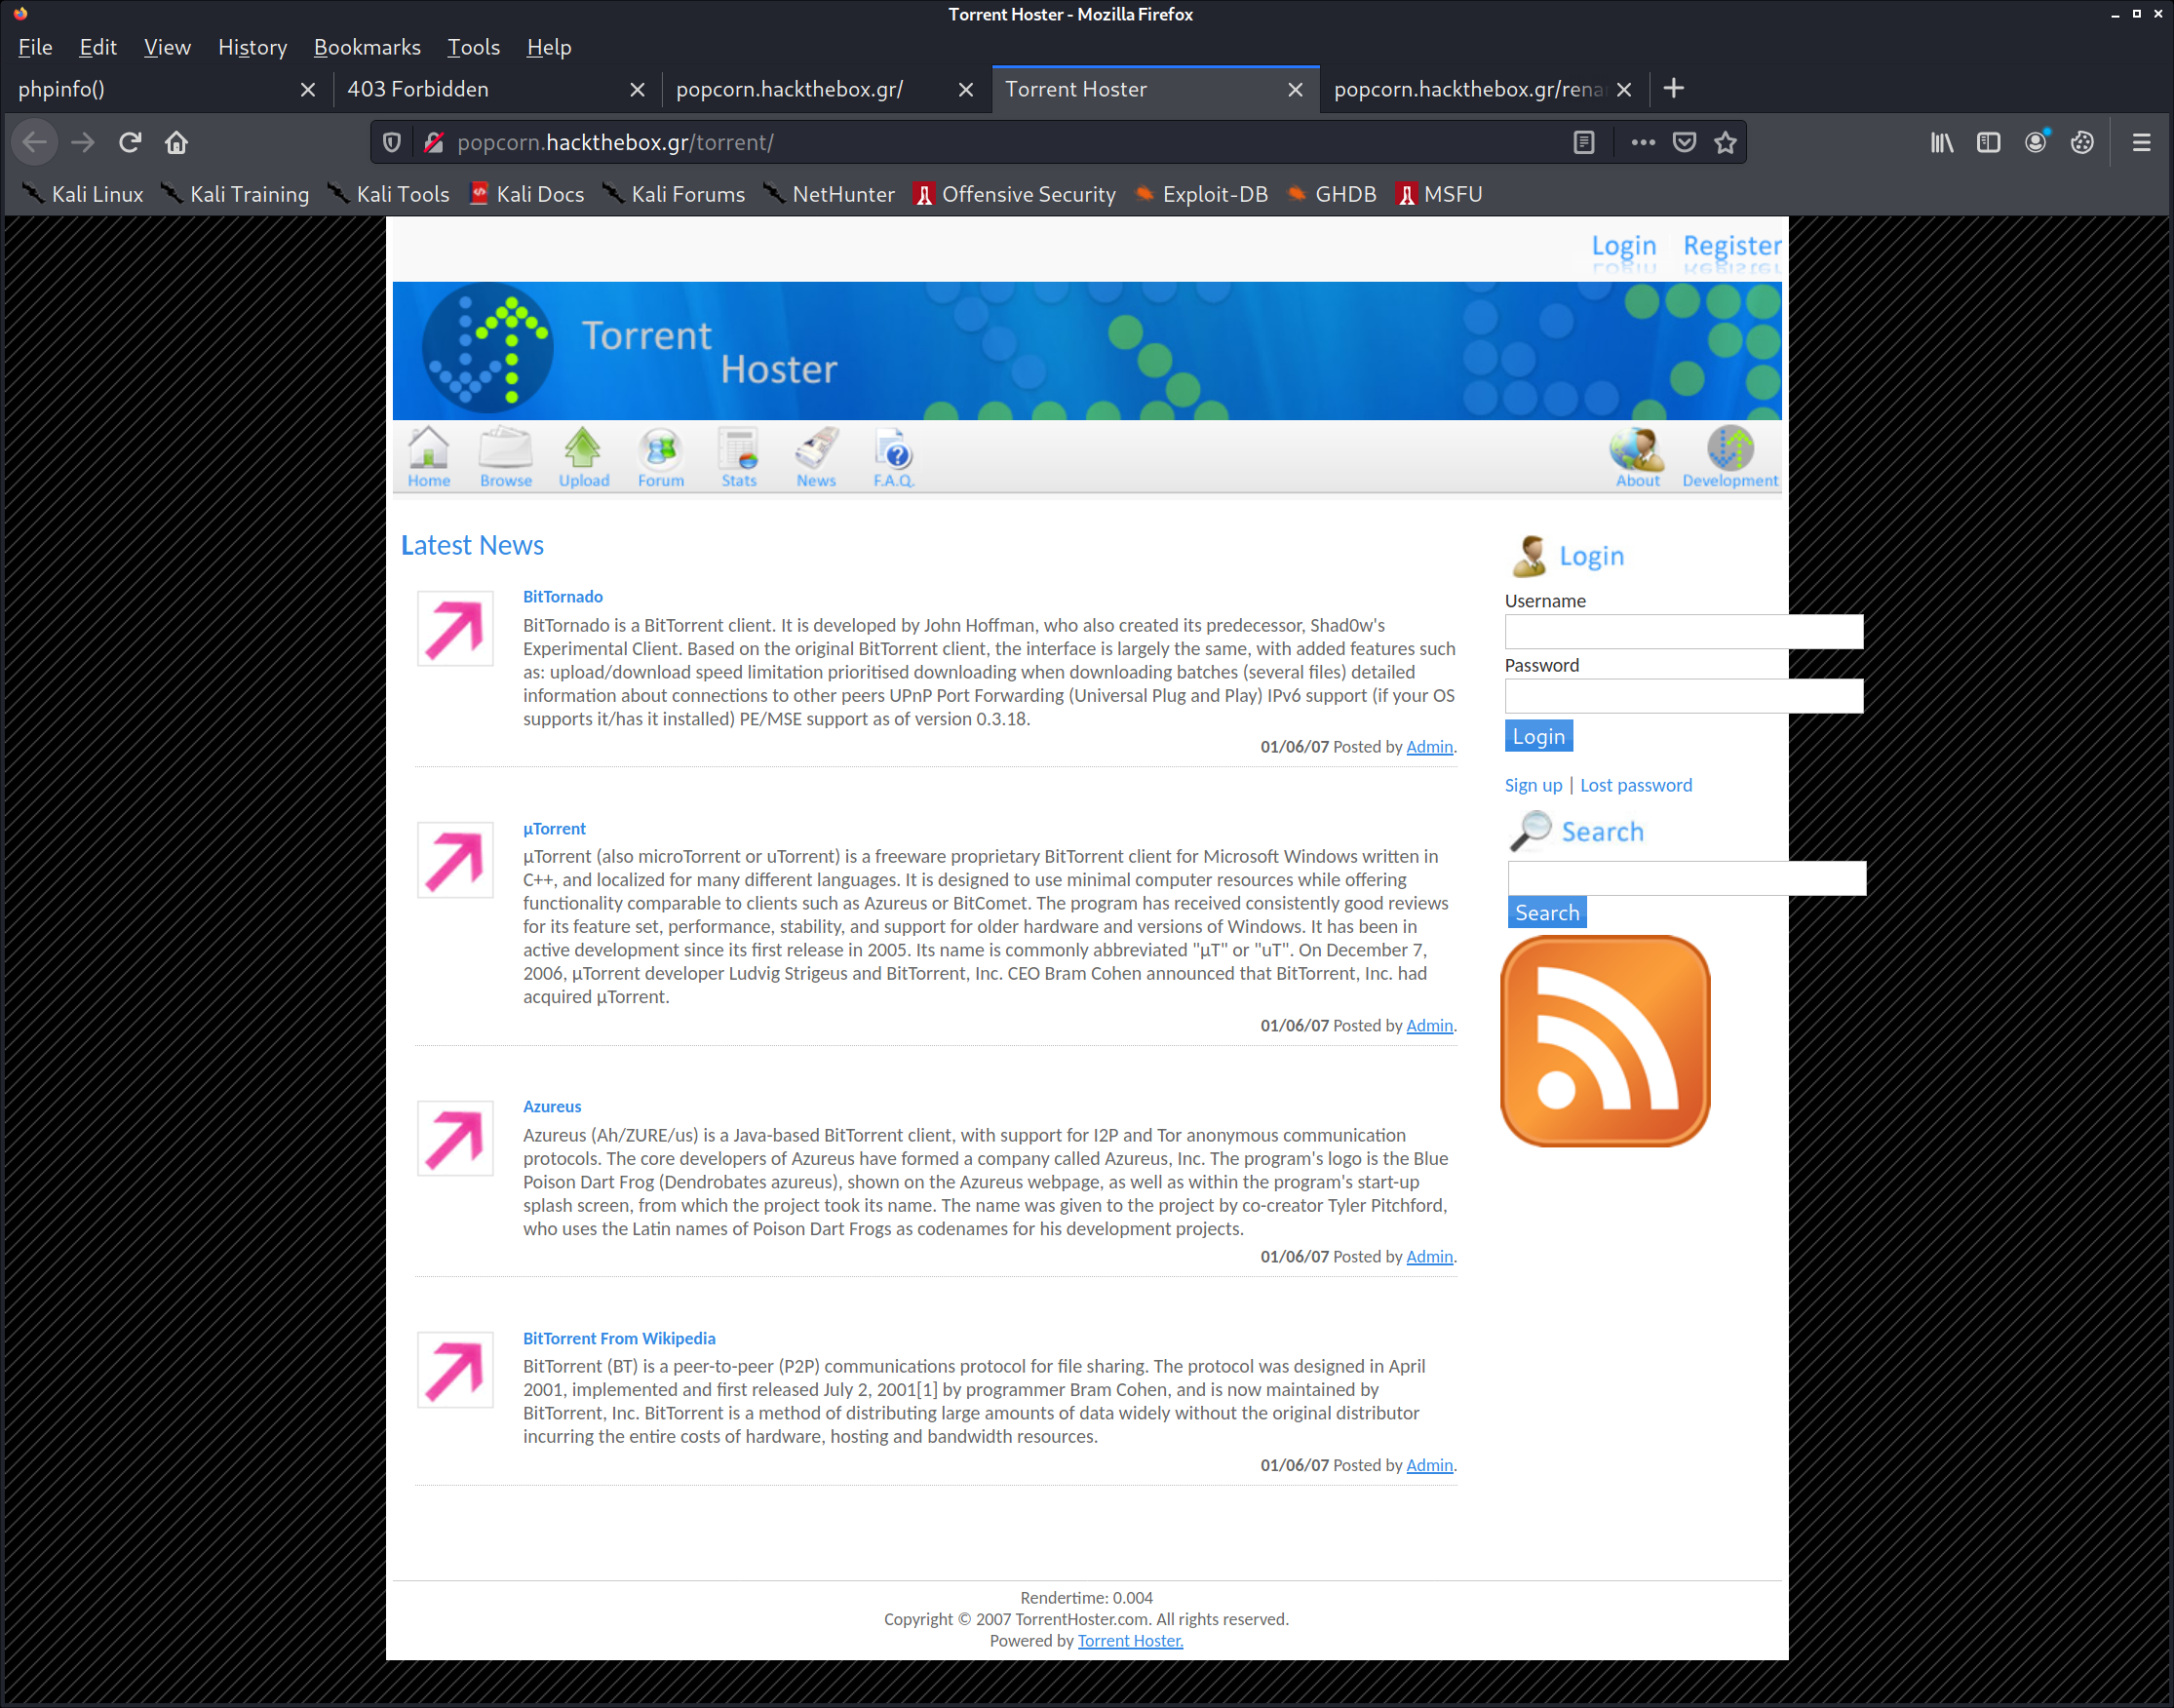 Torrent Hoster - Mozilla Firefox
File Edit View History Bookmarks Tools Help
phpinfo() 403 Forbidden popcorn.hackthebox.gr/ Torrent Hoster popcorn.hackthebox.gr/rena
popcorn.hackthebox.gr/torrent/
Kali Linux Kali Training Kali Tools Kali Docs Kali Forums NetHunter Offensive Security Exploit-DB GHDB MSFU
Login Register
Torrent
Hoster
Home Browse Upload Forum Stats News F.A.Q. About Development
Latest News
BitTornado
BitTornado is a BitTorrent client. It is developed by John Hoffman, who also created its predecessor, Shad0w's
Experimental Client. Based on the original BitTorrent client, the interface is largely the same, with added features such
as: upload/download speed limitation prioritised downloading when downloading batches (several files) detailed
information about connections to other peers UPnP Port Forwarding (Universal Plug and Play) IPv6 support (if your OS
supports it/has it installed) PE/MSE support as of version 0.3.18.
01/06/07 Posted by Admin.
µTorrent
µTorrent (also microTorrent or uTorrent) is a freeware proprietary BitTorrent client for Microsoft Windows written in
C++, and localized for many different languages. It is designed to use minimal computer resources while offering
functionality comparable to clients such as Azureus or BitComet. The program has received consistently good reviews
for its feature set, performance, stability, and support for older hardware and versions of Windows. It has been in
active development since its first release in 2005. Its name is commonly abbreviated "µT" or "uT". On December 7,
2006, µTorrent developer Ludvig Strigeus and BitTorrent, Inc. CEO Bram Cohen announced that BitTorrent, Inc. had
acquired µTorrent.
01/06/07 Posted by Admin.
Azureus
Azureus (Ah/ZURE/us) is a Java-based BitTorrent client, with support for I2P and Tor anonymous communication
protocols. The core developers of Azureus have formed a company called Azureus, Inc. The program's logo is the Blue
Poison Dart Frog (Dendrobates azureus), shown on the Azureus webpage, as well as within the program's start-up
splash screen, from which the project took its name. The name was given to the project by co-creator Tyler Pitchford,
who uses the Latin names of Poison Dart Frogs as codenames for his development projects.
01/06/07 Posted by Admin.
BitTorrent From Wikipedia
BitTorrent (BT) is a peer-to-peer (P2P) communications protocol for file sharing. The protocol was designed in April
2001, implemented and first released July 2, 2001[1] by programmer Bram Cohen, and is now maintained by
BitTorrent, Inc. BitTorrent is a method of distributing large amounts of data widely without the original distributor
incurring the entire costs of hardware, hosting and bandwidth resources.
01/06/07 Posted by Admin.
Login
Username
Password
Login
Sign up | Lost password
Search
Search
Rendertime: 0.004
Copyright © 2007 TorrentHoster.com. All rights reserved.
Powered by Torrent Hoster.